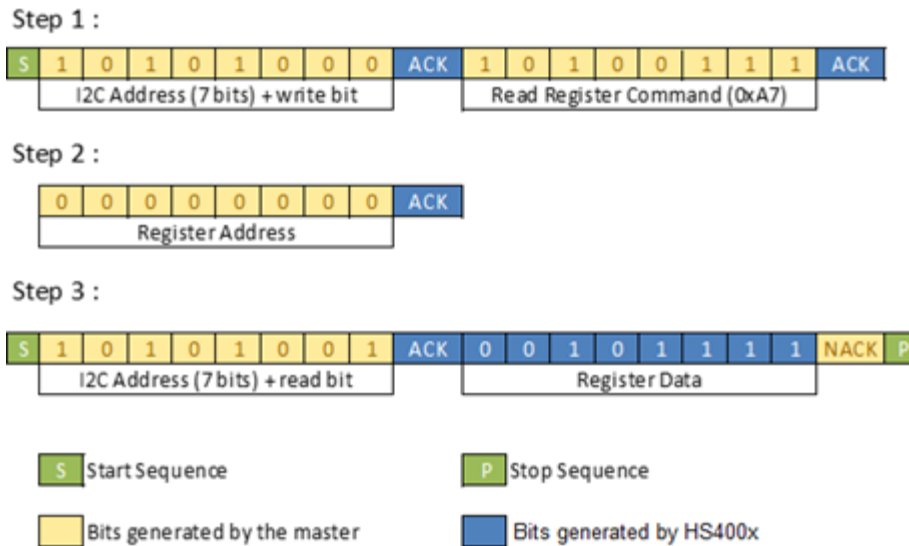 Step 1 :
S 1 0 1 0 1 0 0 0 ACK 1 0 1 0 0 1 1 1 ACK
I2C Address (7 bits) + write bit Read Register Command (0xA7)
Step 2 :
0 0 0 0 0 0 0 0 ACK
Register Address
Step 3 :
S 1 0 1 0 1 0 0 1 ACK 0 0 1 0 1 1 1 1 NACK P
I2C Address (7 bits) + read bit Register Data
S Start Sequence P Stop Sequence
Bits generated by the master Bits generated by HS400x